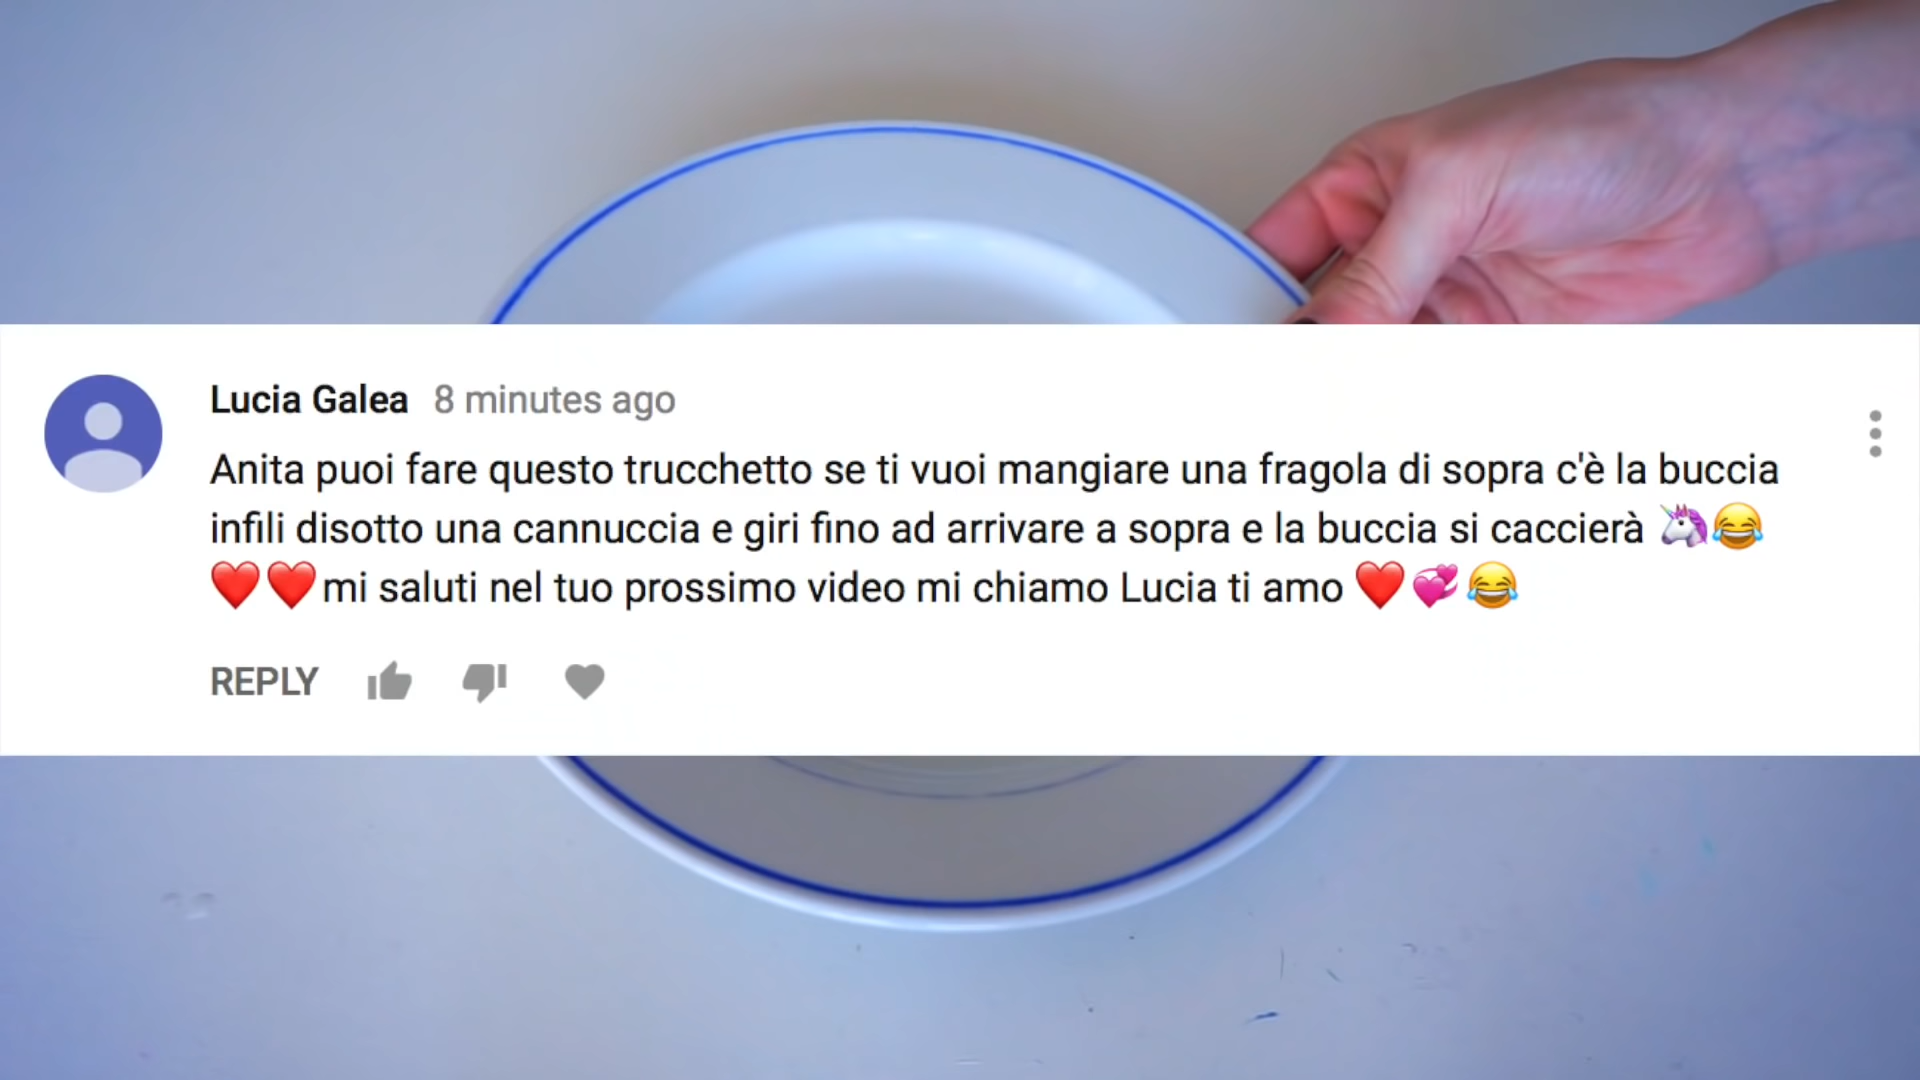 Lucia Galea 8 minutes ago
Anita puoi fare questo trucchetto se ti vuoi mangiare una fragola di sopra c'è la buccia
infili disotto una cannuccia e giri fino ad arrivare a sopra e la buccia si caccierà 🦄😂
❤️❤️mi saluti nel tuo prossimo video mi chiamo Lucia ti amo ❤️💞😂
REPLY